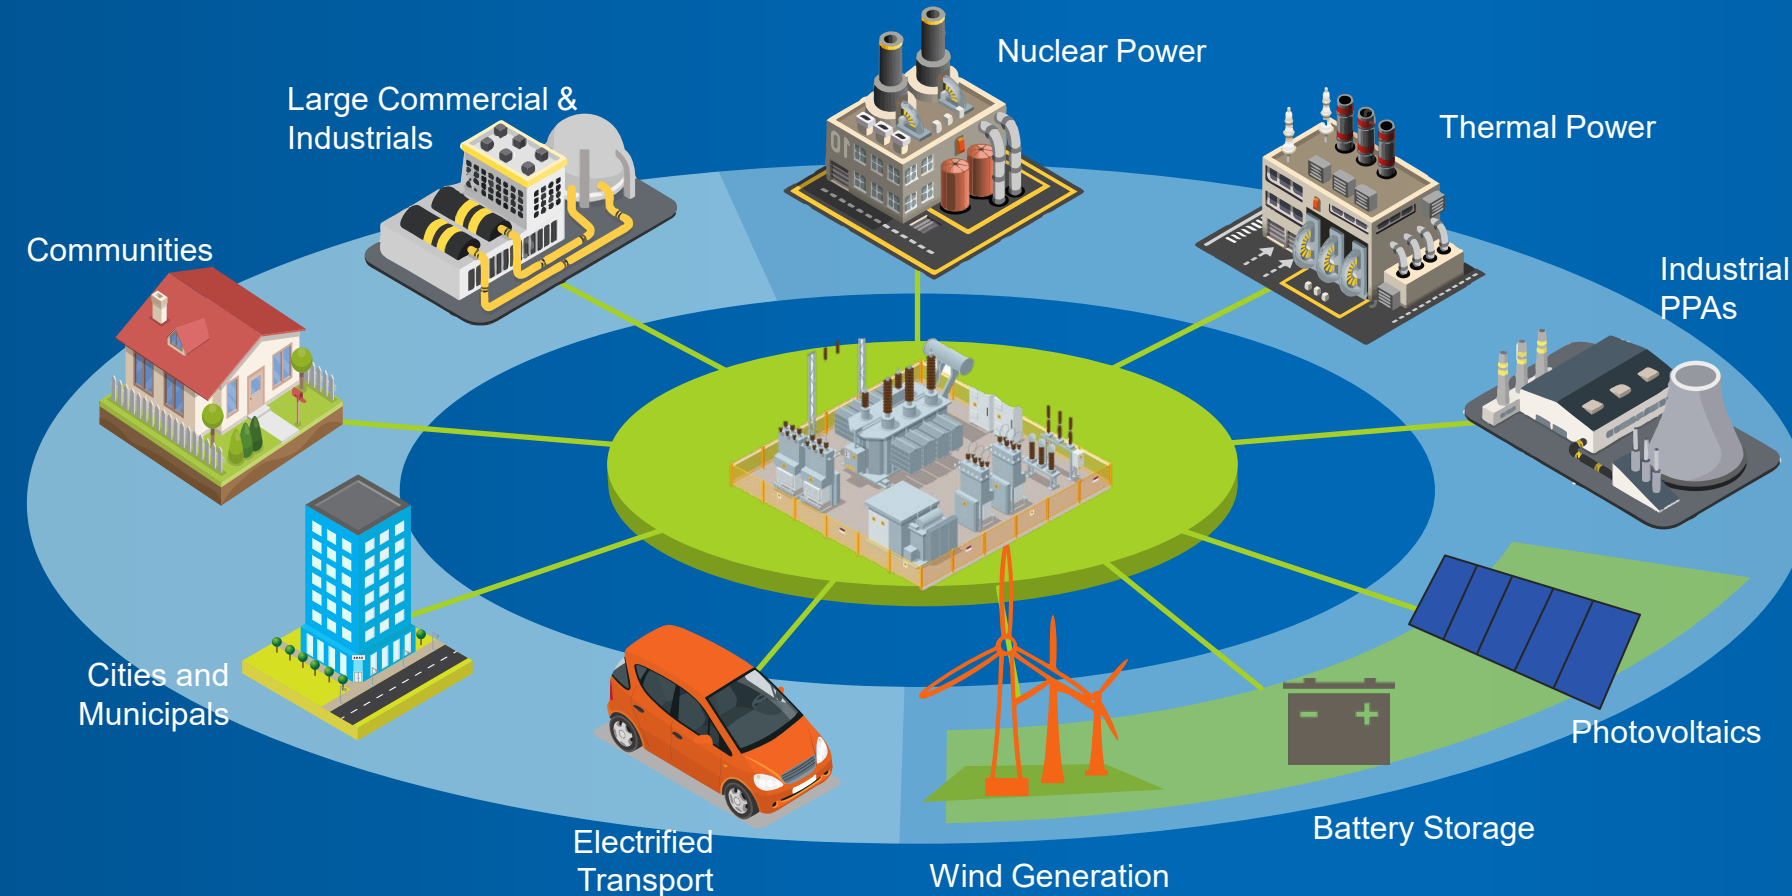 Nuclear Power
Large Commercial &
Industrials
Thermal Power
Communities
Industrial
PPAs
Cities and
Municipals
Photovoltaics
Battery Storage
Electrified
Transport
Wind Generation